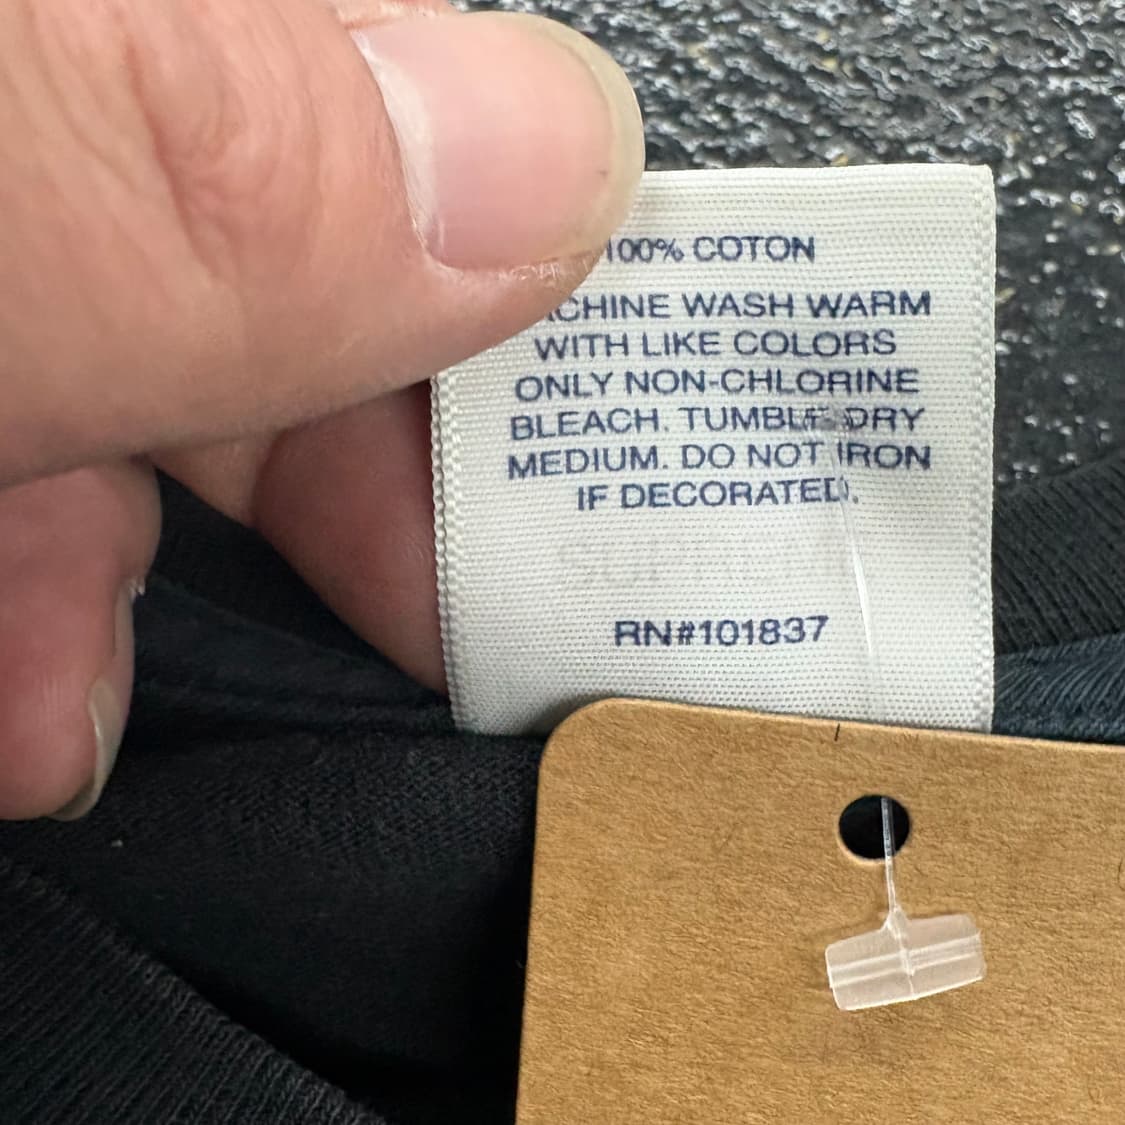 100% COTON
ACHINE WASH WARM
WITH LIKE COLORS
ONLY NON-CHLORINE
BLEACH. TUMBLE DRY
MEDIUM. DO NOT IRON
IF DECORATED.
RN#101837